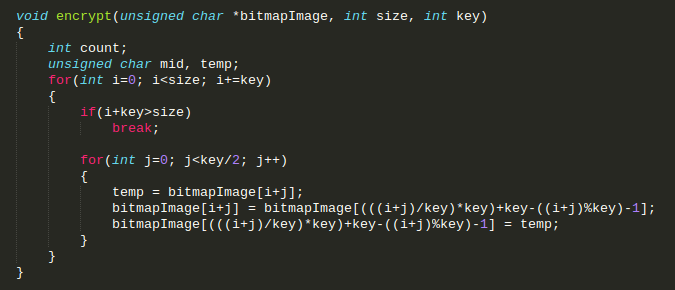 void encrypt(unsigned char *bitmapImage, int size, int key)
{
    int count;
    unsigned char mid, temp;
    for(int i=0; i<size; i+=key)
    {
        if(i+key>size)
            break;

        for(int j=0; j<key/2; j++)
        {
            temp = bitmapImage[i+j];
            bitmapImage[i+j] = bitmapImage[(((i+j)/key)*key)+key-((i+j)%key)-1];
            bitmapImage[(((i+j)/key)*key)+key-((i+j)%key)-1] = temp;
        }
    }
}